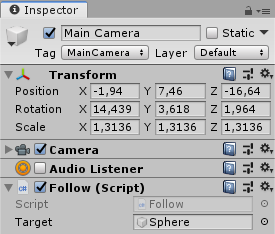 Inspector
Main Camera Static
Tag MainCamera Layer Default
Transform
Position X -1,94 Y 7,46 Z -16,64
Rotation X 14,439 Y 3,618 Z 1,964
Scale X 1,3136 Y 1,3136 Z 1,3136
Camera
Audio Listener
C# Follow (Script)
Script Follow
Target Sphere